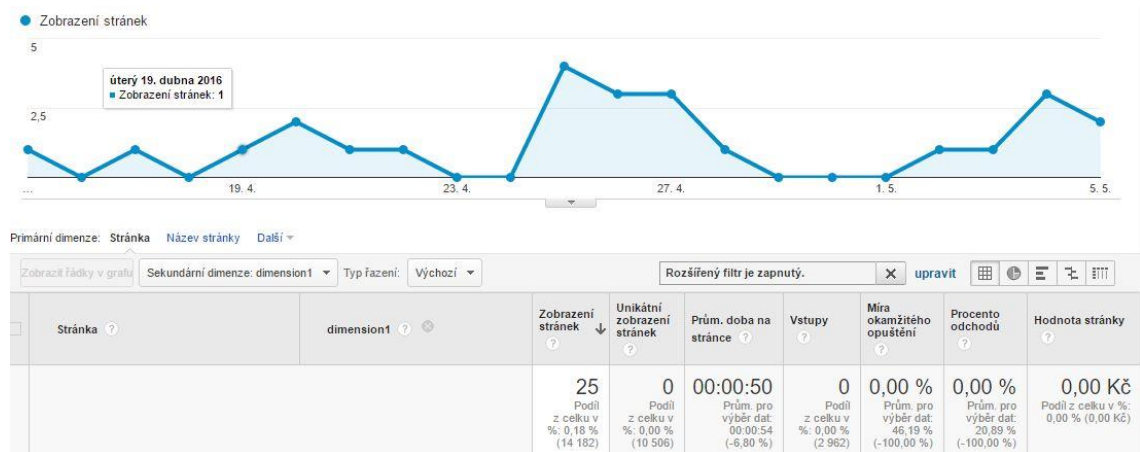 Zobrazení stránek
5
úterý 19. dubna 2016
Zobrazení stránek: 1
2,5
...
19. 4.
23. 4.
27. 4.
1. 5.
5. 5.
Primární dimenze: Stránka Název stránky Další
Zobrazit řádky v grafu Sekundární dimenze: dimension1 Typ řazení: Výchozí Rozšířený filtr je zapnutý. upravit
Stránka ?
dimension1 ?
Zobrazení
stránek
?
Unikátní
zobrazení
stránek
?
Prům. doba na
stránce ?
Vstupy
?
Míra
okamžitého
opuštění
?
Procento
odchodů
?
Hodnota stránky
?
25
Podíl
z celku v
%: 0,18 %
(14 182)
0
Podíl
z celku v
%: 0,00 %
(10 506)
00:00:50
Prům. pro
výběr dat:
00:00:54
(-6,80 %)
0
Podíl
z celku v
%: 0,00 %
(2 962)
0,00 %
Prům. pro
výběr dat:
46,19 %
(-100,00 %)
0,00 %
Prům. pro
výběr dat:
20,89 %
(-100,00 %)
0,00 Kč
Podíl z celku v %:
0,00 % (0,00 Kč)